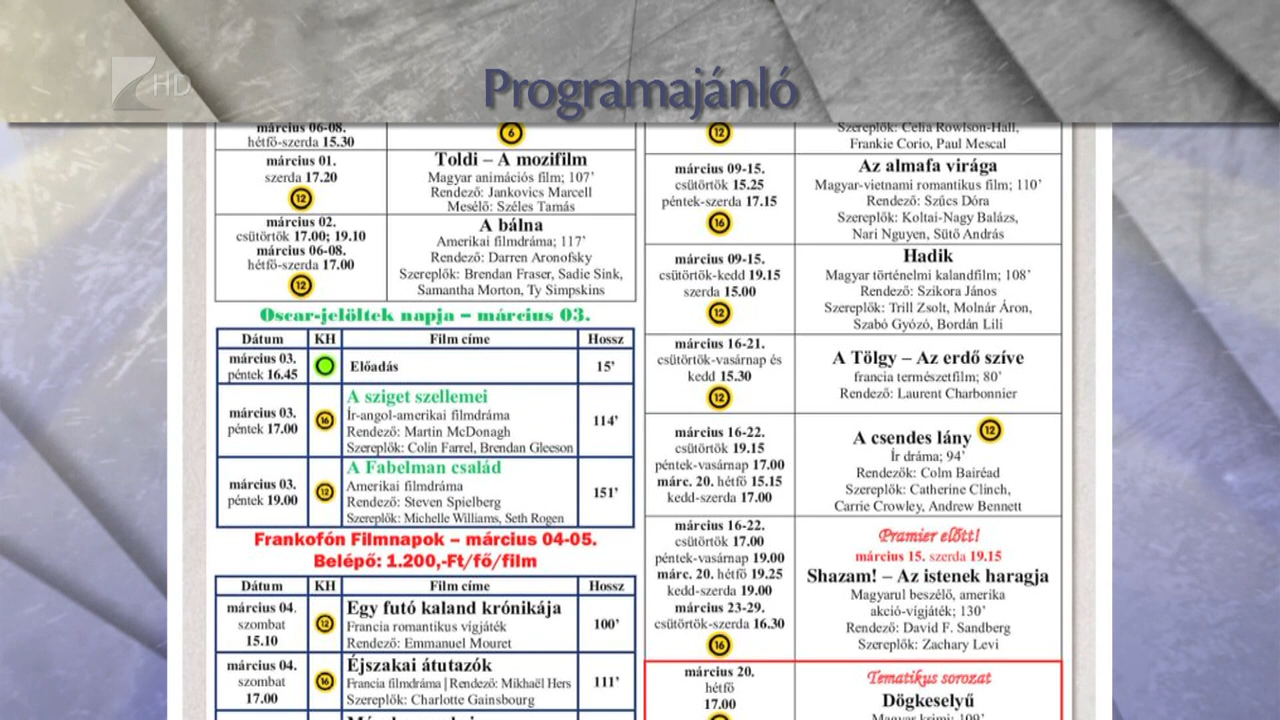 HD
Programajánló
március 06-08.
hétfő-szerda 15.30
6
március 01.
szerda 17.20
12
Toldi – A mozifilm
Magyar animációs film; 107’
Rendező: Jankovics Marcell
Mesélő: Széles Tamás
március 02.
csütörtök 17.00; 19.10
március 06-08.
hétfő-szerda 17.00
12
A bálna
Amerikai filmdráma; 117’
Rendező: Darren Aronofsky
Szereplők: Brendan Fraser, Sadie Sink,
Samantha Morton, Ty Simpskins
Oscar-jelöltek napja – március 03.
Dátum KH Film címe Hossz
március 03.
péntek 16.45
Előadás
15’
március 03.
péntek 17.00
16
A sziget szellemei
Ír-angol-amerikai filmdráma
Rendező: Martin McDonagh
Szereplők: Colin Farrel, Brendan Gleeson
114’
március 03.
péntek 19.00
12
A Fabelman család
Amerikai filmdráma
Rendező: Steven Spielberg
Szereplők: Michelle Williams, Seth Rogen
151’
Frankofón Filmnapok – március 04-05.
Belépő: 1.200,-Ft/fő/film
Dátum KH Film címe Hossz
március 04.
szombat
15.10
12
Egy futó kaland krónikája
Francia romantikus vígjáték
Rendező: Emmanuel Mouret
100’
március 04.
szombat
17.00
16
Éjszakai átutazók
Francia filmdráma | Rendező: Mikhaël Hers
Szereplők: Charlotte Gainsbourg
111’
12
Szereplők: Celia Rowlson-Hall,
Frankie Corio, Paul Mescal
március 09-15.
csütörtök 15.25
péntek-szerda 17.15
16
Az almafa virága
Magyar-vietnami romantikus film; 110’
Rendező: Szűcs Dóra
Szereplők: Koltai-Nagy Balázs,
Nari Nguyen, Sütő András
március 09-15.
csütörtök-kedd 19.15
szerda 15.00
12
Hadik
Magyar történelmi kalandfilm; 108’
Rendező: Szikora János
Szereplők: Trill Zsolt, Molnár Áron,
Szabó Győző, Bordán Lili
március 16-21.
csütörtök-vasárnap és
kedd 15.30
12
A Tölgy – Az erdő szíve
francia természetfilm; 80’
Rendező: Laurent Charbonnier
március 16-22.
csütörtök 19.15
péntek-vasárnap 17.00
márc. 20. hétfő 15.15
kedd-szerda 17.00
A csendes lány 12
Ír dráma; 94’
Rendezők: Colm Bairéad
Szereplők: Catherine Clinch,
Carrie Crowley, Andrew Bennett
március 16-22.
csütörtök 17.00
péntek-vasárnap 19.00
márc. 20. hétfő 19.25
kedd-szerda 19.00
március 23-29.
csütörtök-szerda 16.30
16
Pramier előtt!
március 15. szerda 19.15
Shazam! – Az istenek haragja
Magyarul beszélő, amerika
akció-vígjáték; 130’
Rendező: David F. Sandberg
Szereplők: Zachary Levi
március 20.
hétfő
17.00
Tematikus sorozat
Dögkeselyű
Magyar krimi; 109’